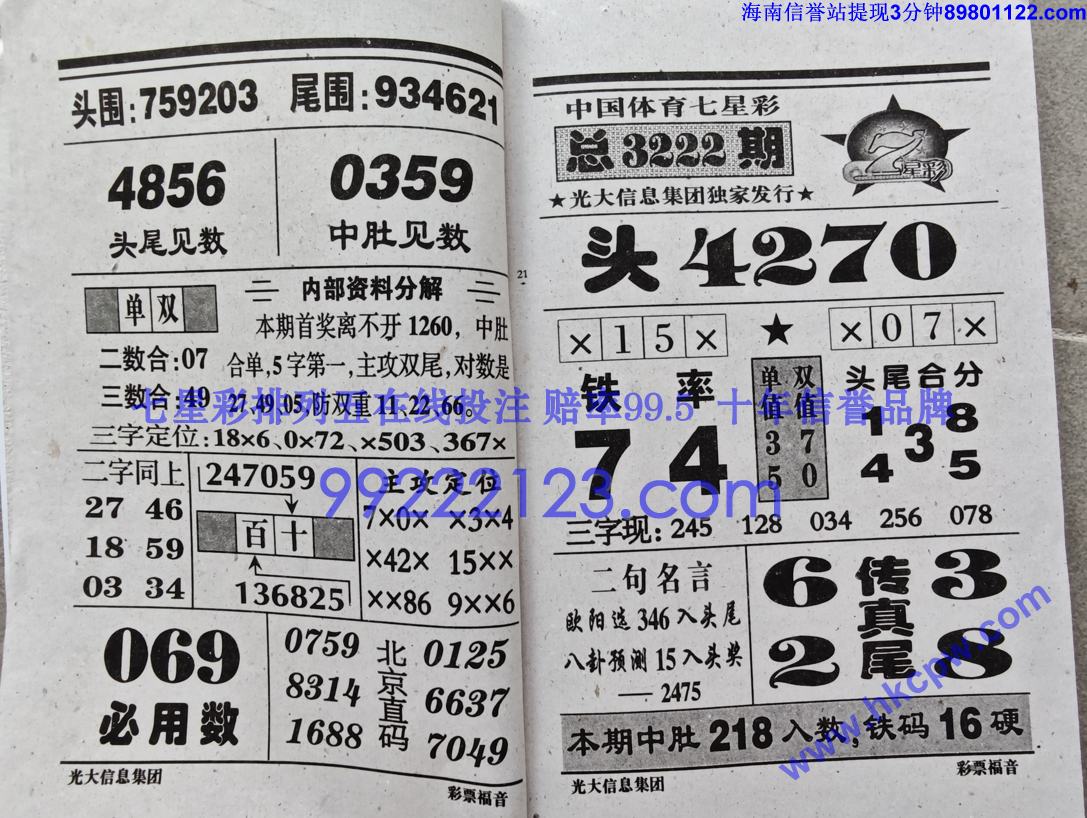 海南信誉站提现3分钟89801122.com
头围:759203 尾围:934621
4856
头尾见数
0359
中肚见数
单双
二数合:07
三数合:49
内部资料分解
本期首奖离不开1260，中肚
合单,5字第一,主攻双尾,对数是
27,49,05,防双重11、22、66。
三字定位:18×6、0×72、×503、367×
二字同上
27 46
18 59
03 34
247059
百十
136825
主攻定位
7×0× ×3×4
×42× 15××
××86 9××6
069
必用数
0759
8314
1688
北京直码
0125
6637
7049
光大信息集团
彩票福音
21
中国体育七星彩
总3222期
★光大信息集团独家发行★
7星彩
头4270
×15× ★ ×07×
铁率
74
单值35
双值70
头尾合分
1 8
3
4 5
三字现: 245 128 034 256 078
二句名言
欧阳选346入头尾
八卦预测15入头奖
——2475
6 3
传真尾
2 8
本期中肚218入数,铁码16硬
光大信息集团
彩票福音
七星彩排列五在线投注 赔率99.5 十年信誉品牌
99222123.com
www.hkcpw.com